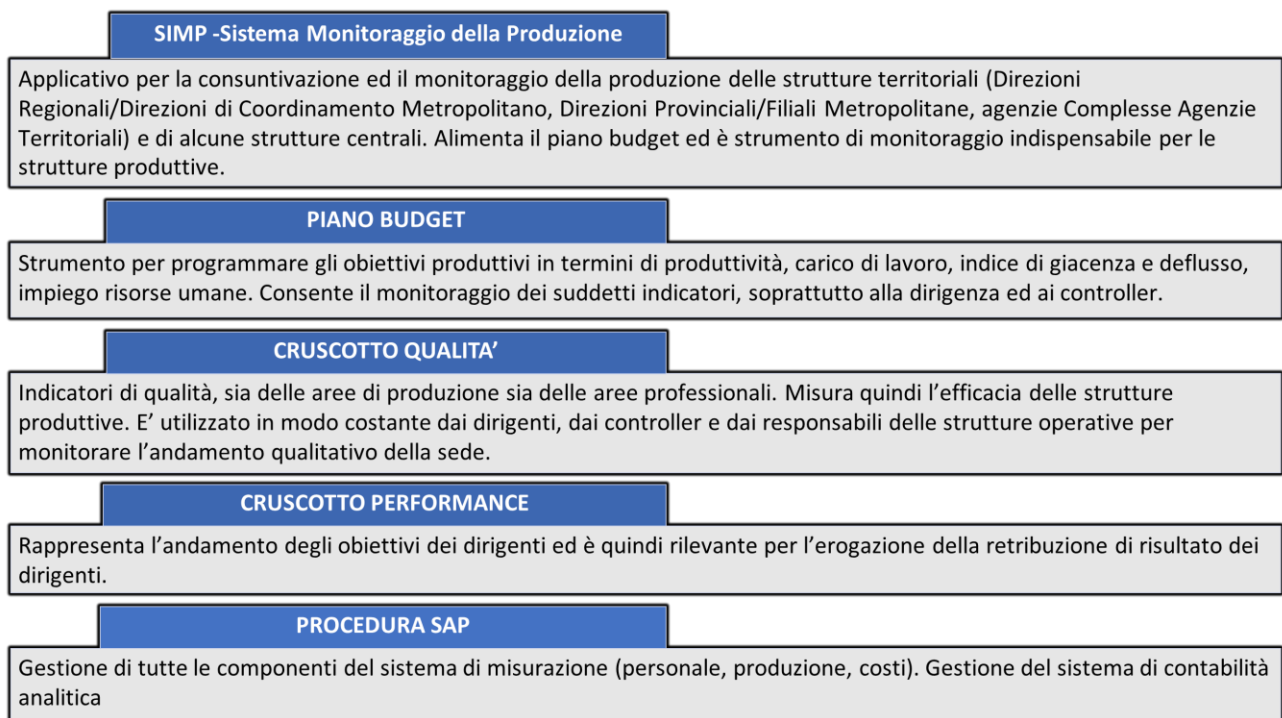 SIMP -Sistema Monitoraggio della Produzione
Applicativo per la consuntivazione ed il monitoraggio della produzione delle strutture territoriali (Direzioni
Regionali/Direzioni di Coordinamento Metropolitano, Direzioni Provinciali/Filiali Metropolitane, agenzie Complesse Agenzie
Territoriali) e di alcune strutture centrali. Alimenta il piano budget ed è strumento di monitoraggio indispensabile per le
strutture produttive.
PIANO BUDGET
Strumento per programmare gli obiettivi produttivi in termini di produttività, carico di lavoro, indice di giacenza e deflusso,
impiego risorse umane. Consente il monitoraggio dei suddetti indicatori, soprattutto alla dirigenza ed ai controller.
CRUSCOTTO QUALITA’
Indicatori di qualità, sia delle aree di produzione sia delle aree professionali. Misura quindi l’efficacia delle strutture
produttive. E’ utilizzato in modo costante dai dirigenti, dai controller e dai responsabili delle strutture operative per
monitorare l’andamento qualitativo della sede.
CRUSCOTTO PERFORMANCE
Rappresenta l’andamento degli obiettivi dei dirigenti ed è quindi rilevante per l’erogazione della retribuzione di risultato dei
dirigenti.
PROCEDURA SAP
Gestione di tutte le componenti del sistema di misurazione (personale, produzione, costi). Gestione del sistema di contabilità
analitica